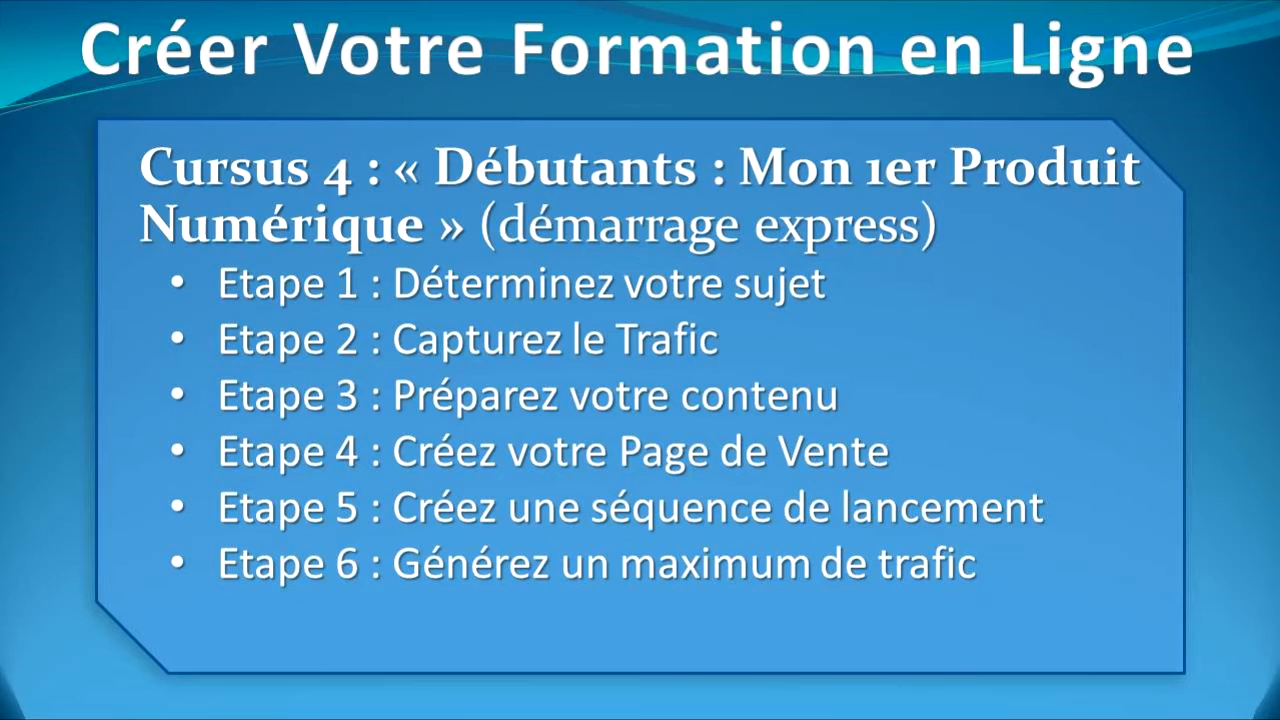 Créer Votre Formation en Ligne
Cursus 4 : « Débutants : Mon 1er Produit
Numérique » (démarrage express)
• Etape 1 : Déterminez votre sujet
• Etape 2 : Capturez le Trafic
• Etape 3 : Préparez votre contenu
• Etape 4 : Créez votre Page de Vente
• Etape 5 : Créez une séquence de lancement
• Etape 6 : Générez un maximum de trafic